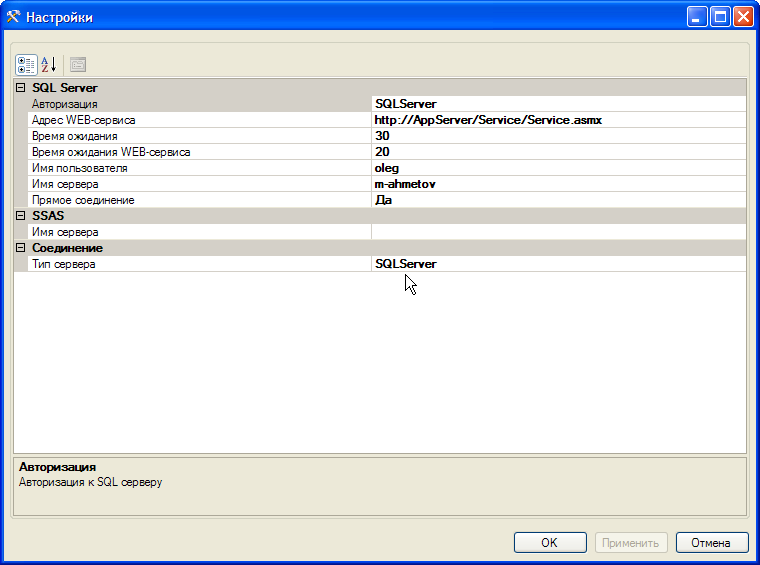 Настройки
SQL Server
Авторизация SQLServer
Адрес WEB-сервиса http://AppServer/Service/Service.asmx
Время ожидания 30
Время ожидания WEB-сервиса 20
Имя пользователя oleg
Имя сервера m-ahmetov
Прямое соединение Да
SSAS
Имя сервера
Соединение
Тип сервера SQLServer
Авторизация
Авторизация к SQL серверу
OK Применить Отмена